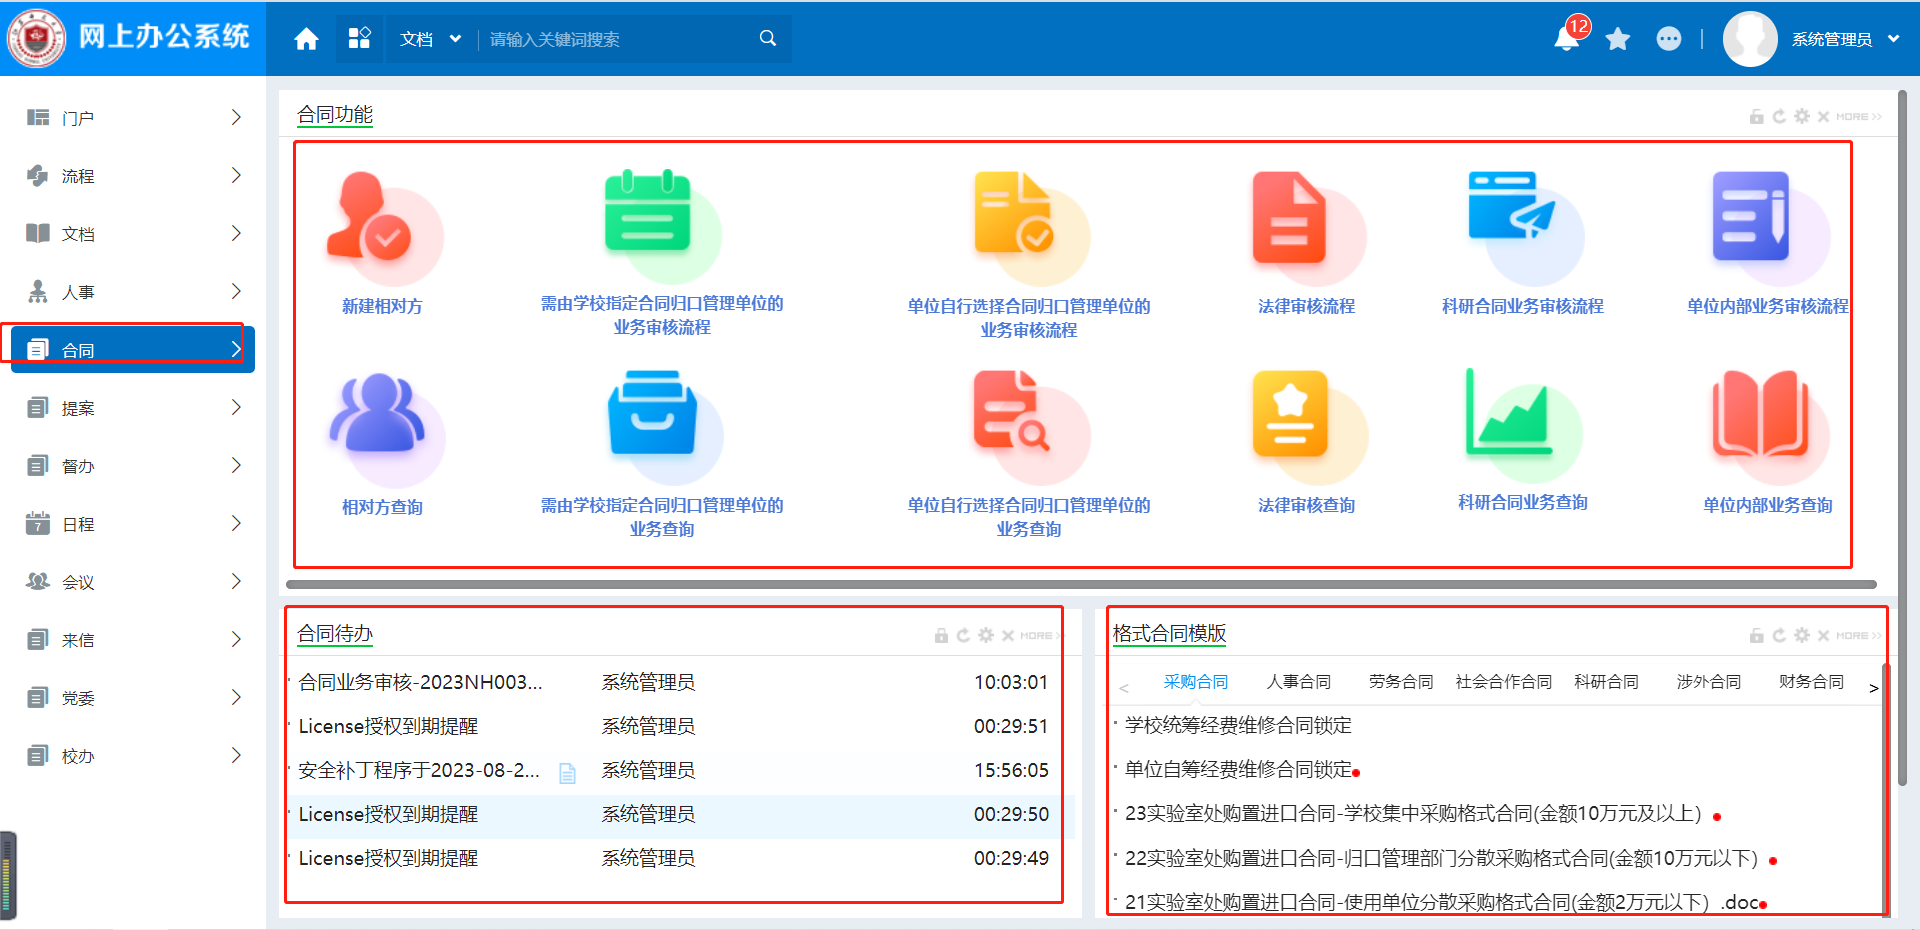 网上办公系统
文档
请输入关键词搜索
12
系统管理员
门户
流程
文档
人事
合同
提案
督办
7
日程
会议
来信
党委
校办
合同功能
MORE >>
新建相对方
需由学校指定合同归口管理单位的
业务审核流程
单位自行选择合同归口管理单位的
业务审核流程
法律审核流程
科研合同业务审核流程
单位内部业务审核流程
相对方查询
需由学校指定合同归口管理单位的
业务查询
单位自行选择合同归口管理单位的
业务查询
法律审核查询
科研合同业务查询
单位内部业务查询
合同待办
MORE >>
合同业务审核-2023NH003... 系统管理员 10:03:01
License授权到期提醒 系统管理员 00:29:51
安全补丁程序于2023-08-2... 系统管理员 15:56:05
License授权到期提醒 系统管理员 00:29:50
License授权到期提醒 系统管理员 00:29:49
格式合同模版
MORE >>
< 采购合同 人事合同 劳务合同 社会合作合同 科研合同 涉外合同 财务合同 >
学校统筹经费维修合同锁定
单位自筹经费维修合同锁定
23实验室处购置进口合同-学校集中采购格式合同(金额10万元及以上）
22实验室处购置进口合同-归口管理部门分散采购格式合同(金额10万元以下）
21实验室处购置进口合同-使用单位分散采购格式合同(金额2万元以下）.doc